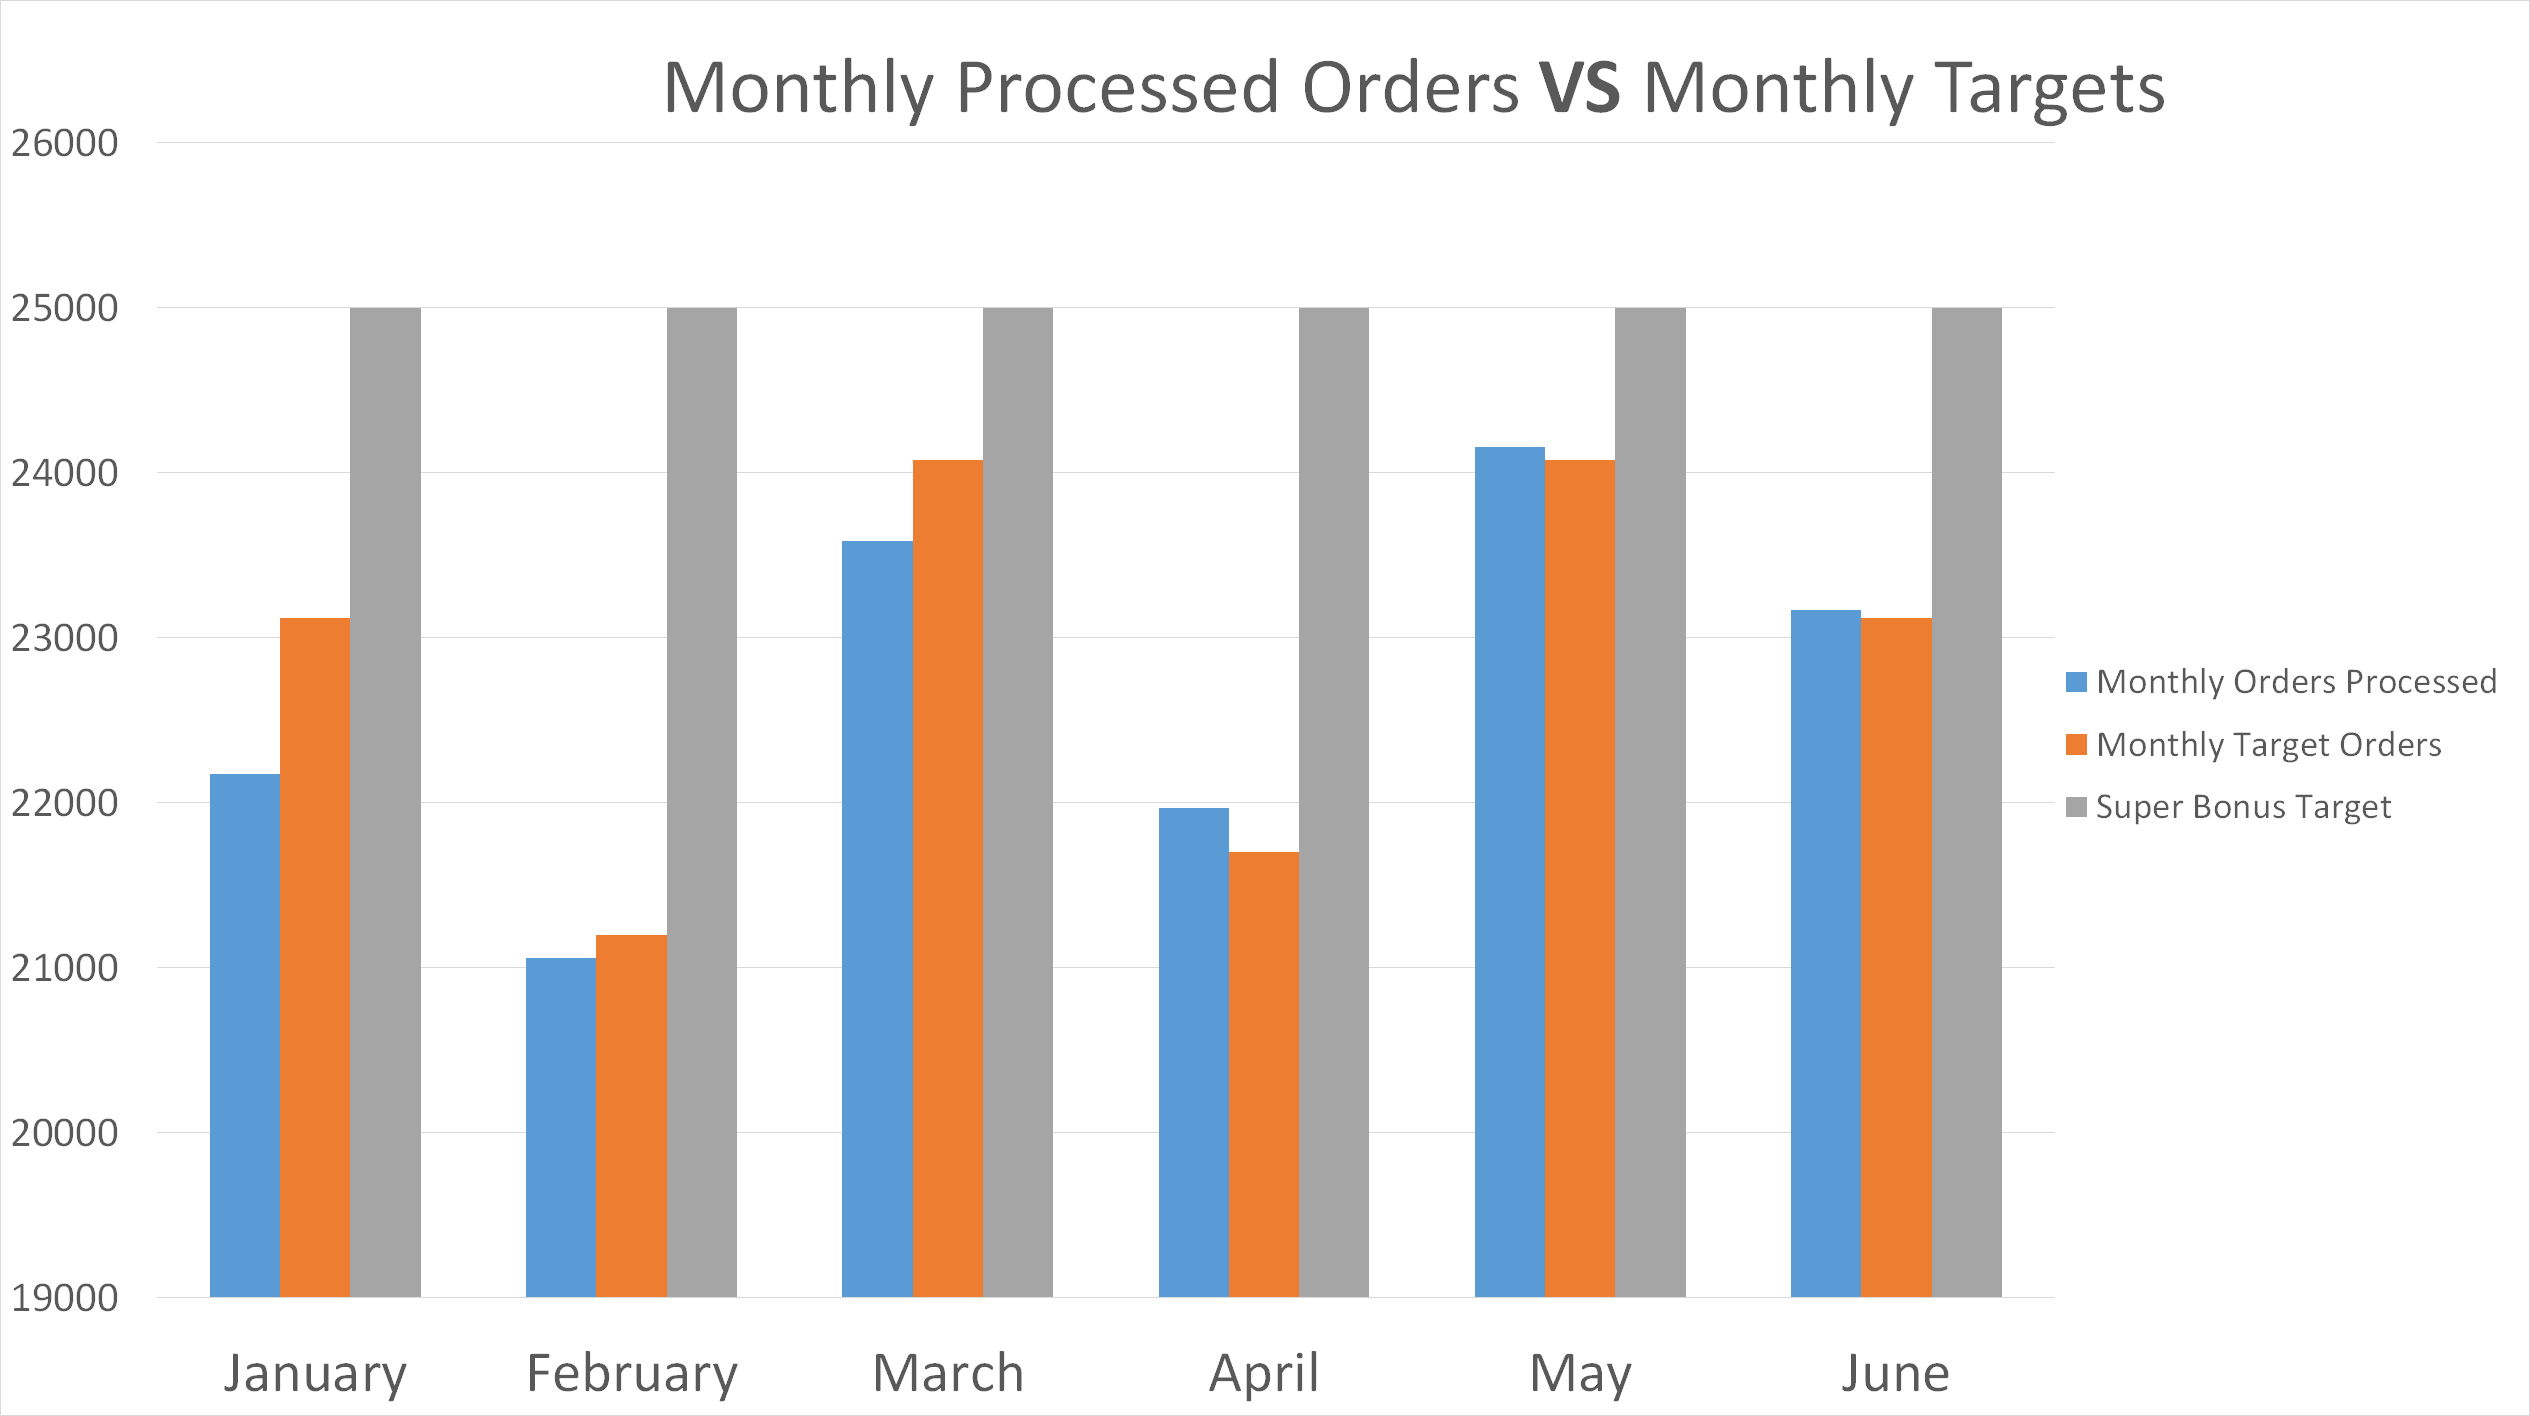 Monthly Processed Orders VS Monthly Targets
26000
25000
24000
23000
22000
21000
20000
19000
January February March April May June
Monthly Orders Processed
Monthly Target Orders
Super Bonus Target